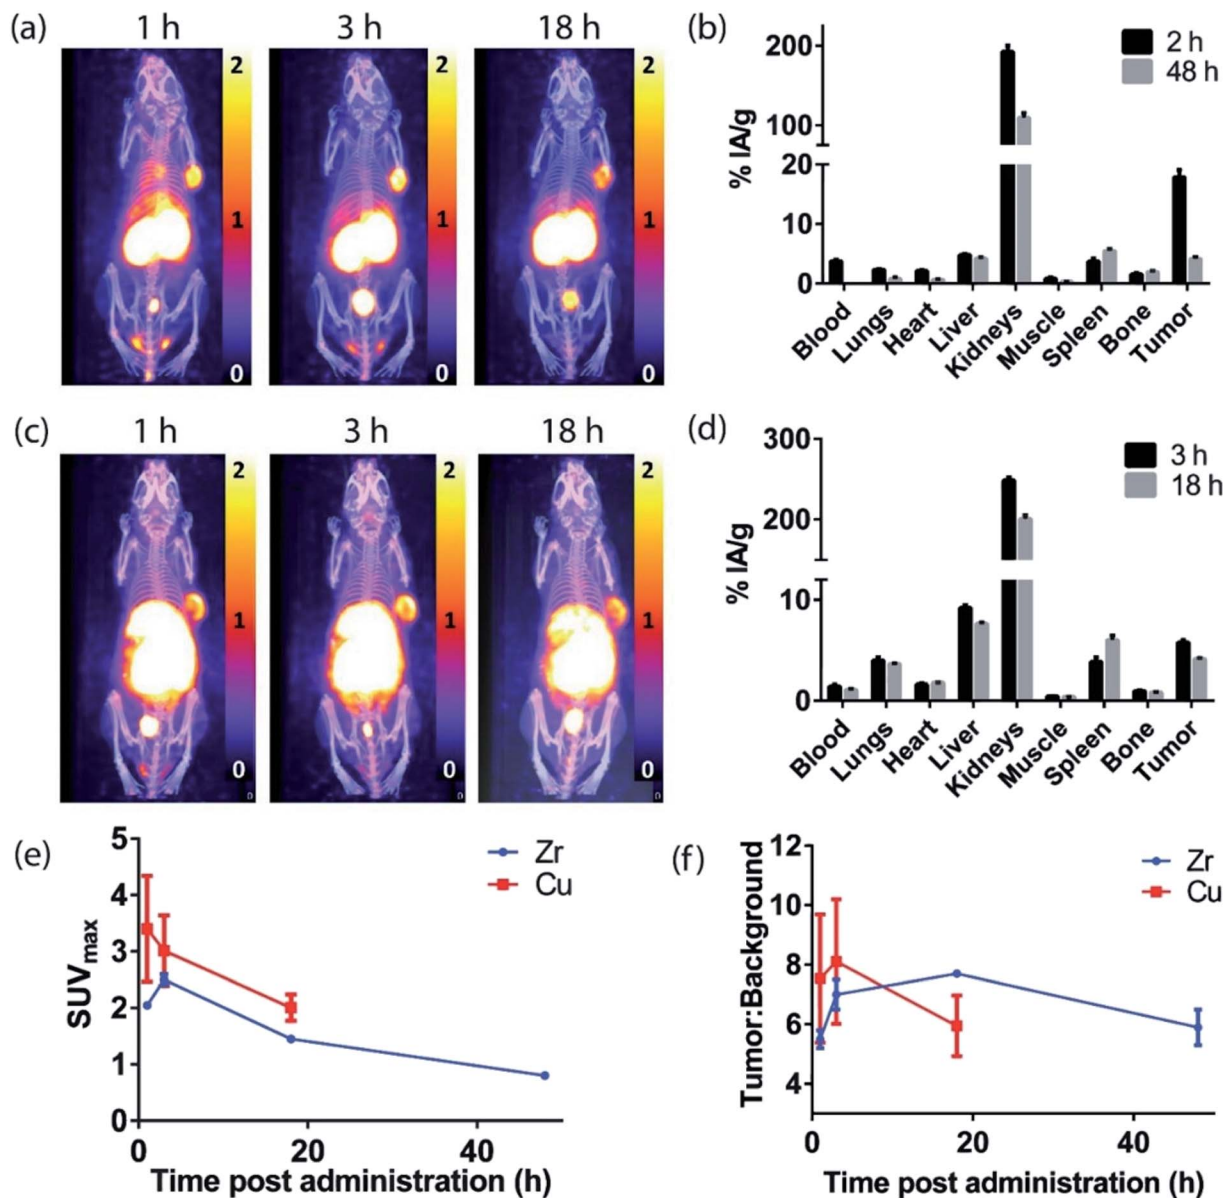 (a)
1 h
3 h
18 h
2
1
0
2
1
0
2
1
0
(b)
% IA/g
200
100
20
10
0
2 h
48 h
Blood
Lungs
Heart
Liver
Kidneys
Muscle
Spleen
Bone
Tumor
(c)
1 h
3 h
18 h
2
1
0
0
2
1
0
0
2
1
0
0
(d)
% IA/g
300
200
10
0
3 h
18 h
Blood
Lungs
Heart
Liver
Kidneys
Muscle
Spleen
Bone
Tumor
(e)
SUVmax
5
4
3
2
1
0
Zr
Cu
0
20
40
Time post administration (h)
(f)
Tumor:Background
12
10
8
6
4
Zr
Cu
0
20
40
Time post administration (h)